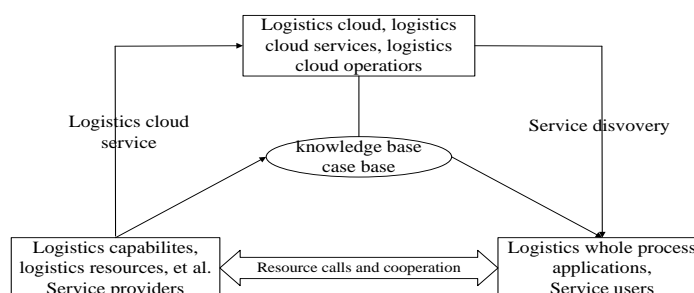 Logistics cloud, logistics
cloud services, logistics
cloud operatiors
Logistics cloud
service
Service disvovery
knowledge base
case base
Logistics capabilites,
logistics resources, et al.
Service providers
Resource calls and cooperation
Logistics whole process
applications,
Service users